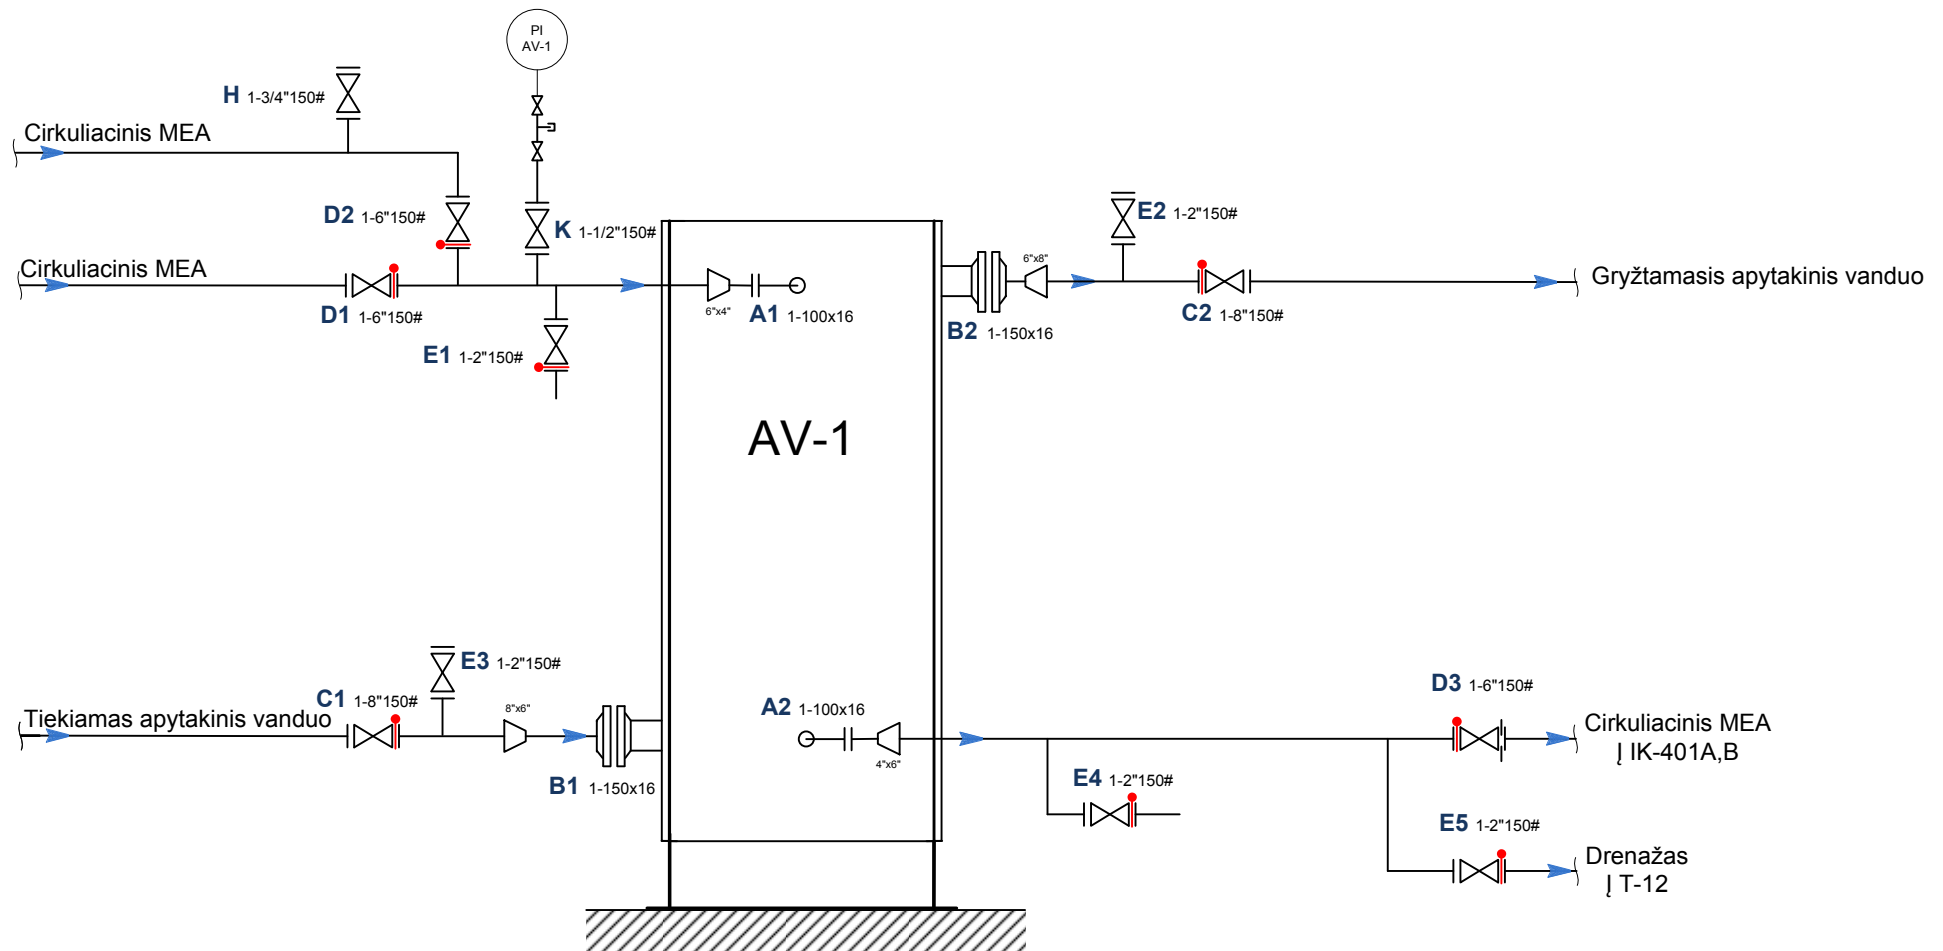 PI
AV-1
H 1-3/4"150#
Cirkuliacinis MEA
D2 1-6"150#
K 1-1/2"150#
E2 1-2"150#
Cirkuliacinis MEA
D1 1-6"150#
6"x4"
A1 1-100x16
6"x8"
B2 1-150x16
C2 1-8"150#
Gryžtamasis apytakinis vanduo
E1 1-2"150#
AV-1
E3 1-2"150#
C1 1-8"150#
Tiekiamas apytakinis vanduo
8"x6"
B1 1-150x16
A2 1-100x16
4"x6"
D3 1-6"150#
Cirkuliacinis MEA
Į IK-401A,B
E4 1-2"150#
E5 1-2"150#
Drenažas
Į T-12